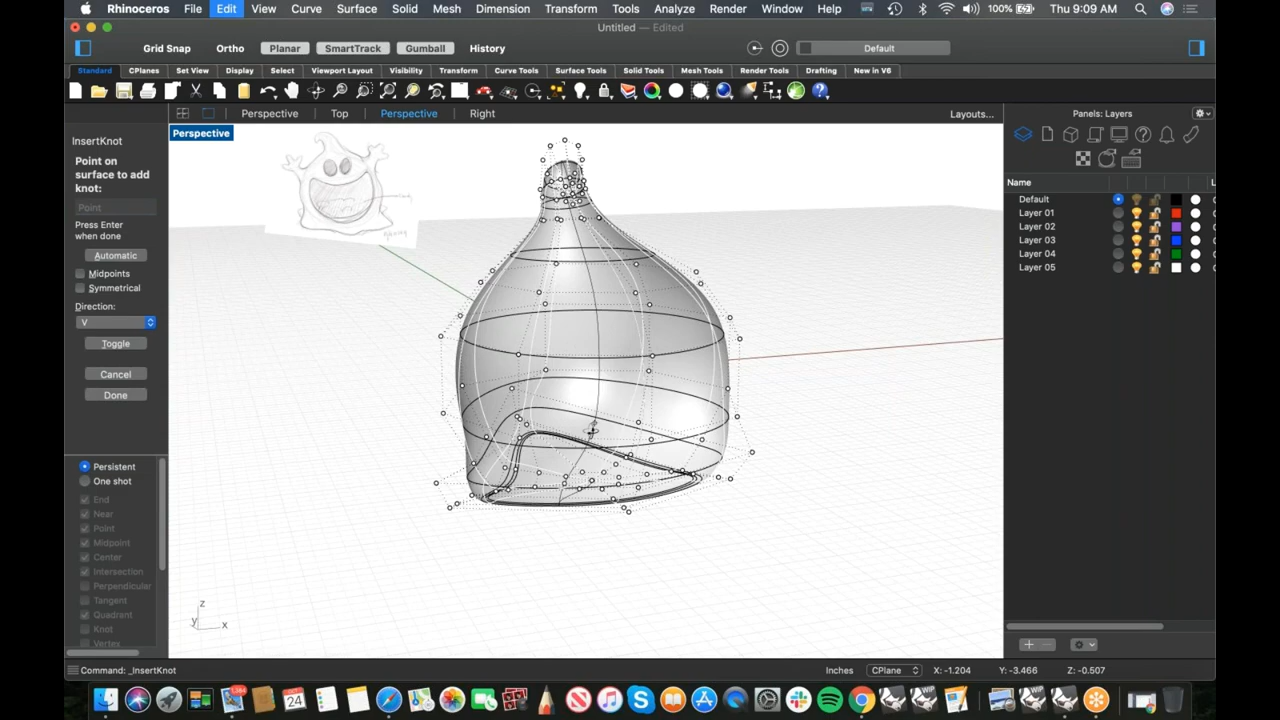 Rhinoceros File Edit View Curve Surface Solid Mesh Dimension Transform Tools Analyze Render Window Help 100% Thu 9:09 AM
Untitled — Edited
Grid Snap Ortho Planar SmartTrack Gumball History Default
Standard CPlanes Set View Display Select Viewport Layout Visibility Transform Curve Tools Surface Tools Solid Tools Mesh Tools Render Tools Drafting New in V6
Perspective Top Perspective Right Layouts...
Panels: Layers
Perspective
InsertKnot
Point on
surface to add
knot:
Point
Press Enter
when done
Automatic
Midpoints
Symmetrical
Direction:
V
Toggle
Cancel
Done
Persistent
One shot
End
Near
Point
Midpoint
Center
Intersection
Perpendicular
Tangent
Quadrant
Knot
Vertex
Name L
Default
Layer 01
Layer 02
Layer 03
Layer 04
Layer 05
z
y x
Command: _InsertKnot Inches CPlane X: -1.204 Y: -3.466 Z: -0.507
24